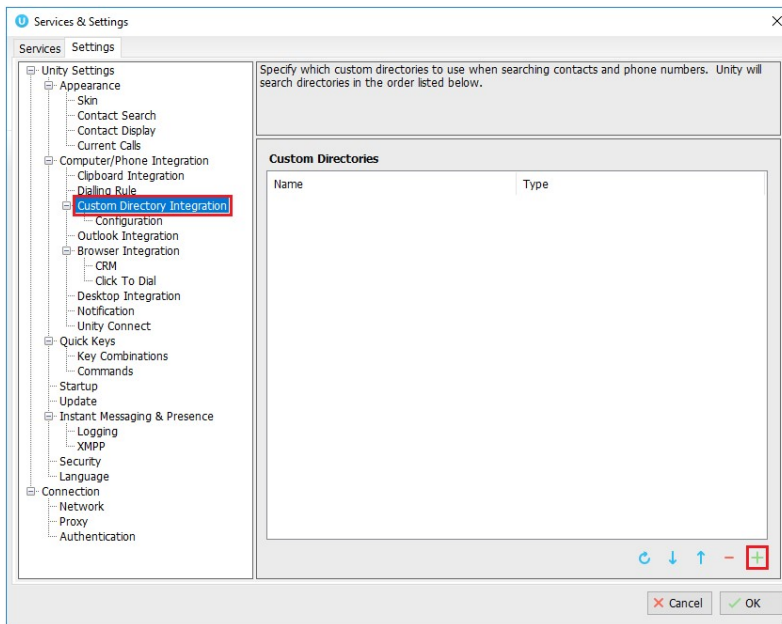 Services & Settings
Services Settings
Unity Settings
Appearance
Skin
Contact Search
Contact Display
Current Calls
Computer/Phone Integration
Clipboard Integration
Dialling Rule
Custom Directory Integration
Configuration
Outlook Integration
Browser Integration
CRM
Click To Dial
Desktop Integration
Notification
Unity Connect
Quick Keys
Key Combinations
Commands
Startup
Update
Instant Messaging & Presence
Logging
XMPP
Security
Language
Connection
Network
Proxy
Authentication
Specify which custom directories to use when searching contacts and phone numbers. Unity will
search directories in the order listed below.
Custom Directories
Name Type
Cancel OK